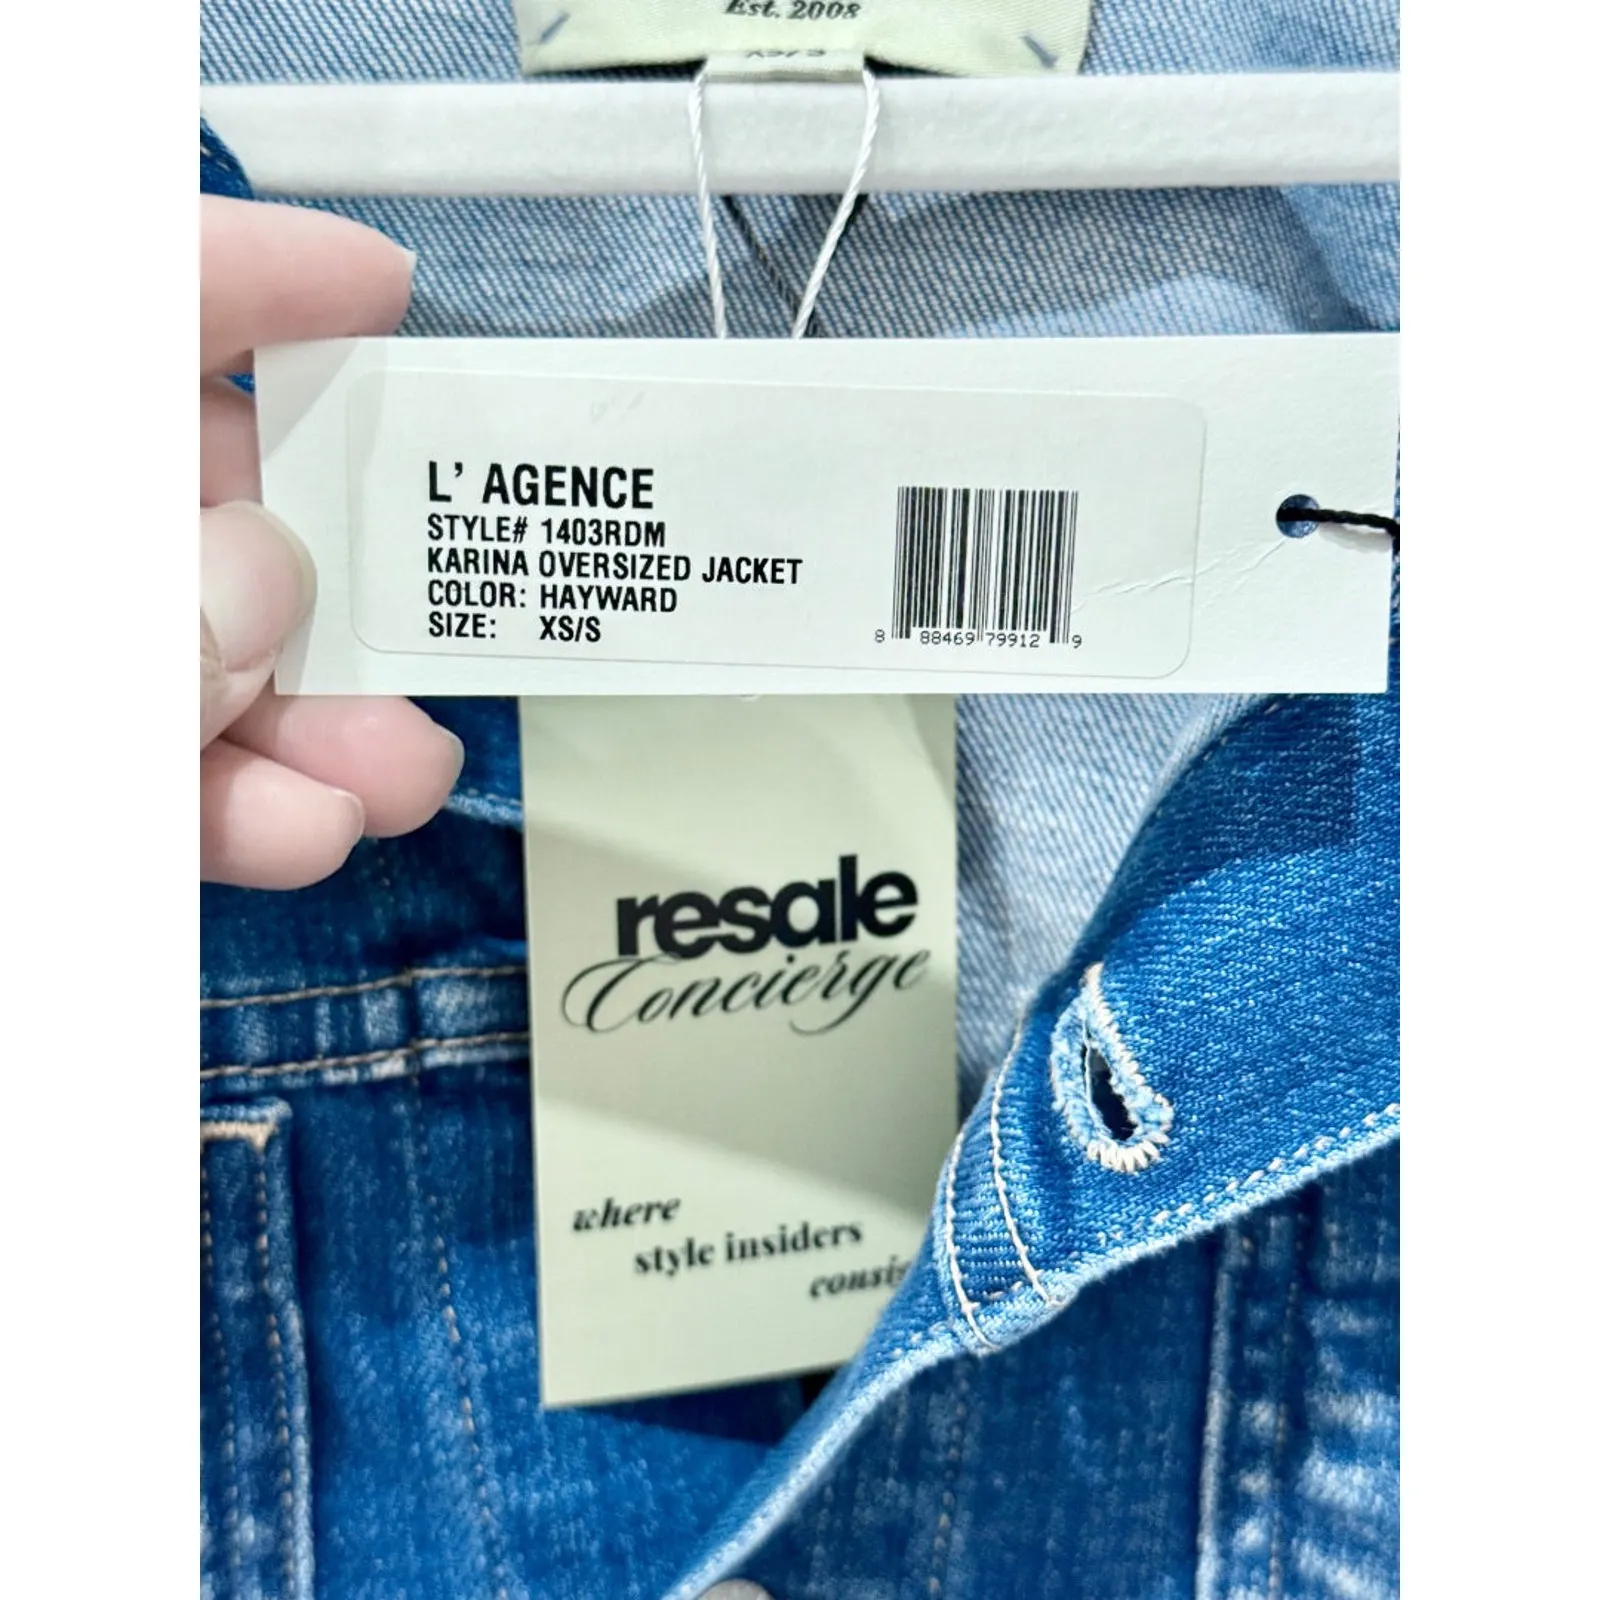 Est. 2008
XS/S
L' AGENCE
STYLE# 1403RDM
KARINA OVERSIZED JACKET
COLOR: HAYWARD
SIZE: XS/S
8 88469 79912 9
resale
Concierge
where
style insiders